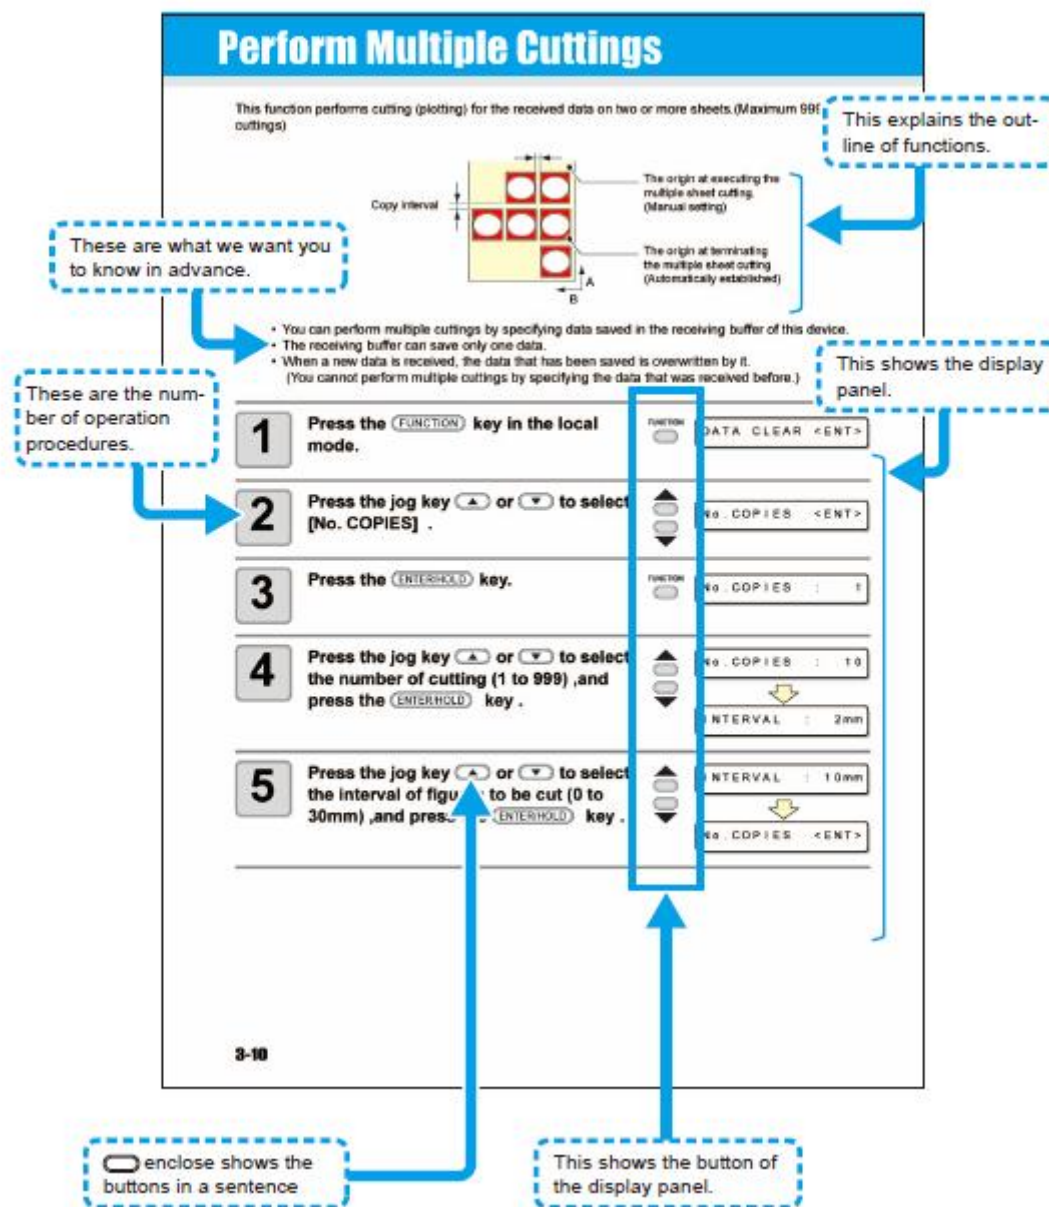 Perform Multiple Cuttings
This function performs cutting (plotting) for the received data on two or more sheets.(Maximum 999
cuttings)
This explains the out-
line of functions.
Copy interval
The origin at executing the
multiple sheet cutting.
(Manual setting)
The origin at terminating
the multiple sheet cutting
(Automatically established)
A
B
These are what we want you
to know in advance.
• You can perform multiple cuttings by specifying data saved in the receiving buffer of this device.
• The receiving buffer can save only one data.
• When a new data is received, the data that has been saved is overwritten by it.
(You cannot perform multiple cuttings by specifying the data that was received before.)
This shows the display
panel.
These are the num-
ber of operation
procedures.
1
Press the FUNCTION key in the local
mode.
FUNCTION
DATA CLEAR <ENT>
2
Press the jog key ▲ or ▼ to select
[No. COPIES] .
No.COPIES <ENT>
3
Press the ENTER/HOLD key.
FUNCTION
No.COPIES : 1
4
Press the jog key ▲ or ▼ to select
the number of cutting (1 to 999) ,and
press the ENTER/HOLD key .
No.COPIES : 10
INTERVAL : 2mm
5
Press the jog key ▲ or ▼ to select
the interval of figu to be cut (0 to
30mm) ,and press ENTER/HOLD key .
INTERVAL : 10mm
No.COPIES <ENT>
3-10
enclose shows the
buttons in a sentence
This shows the button of
the display panel.